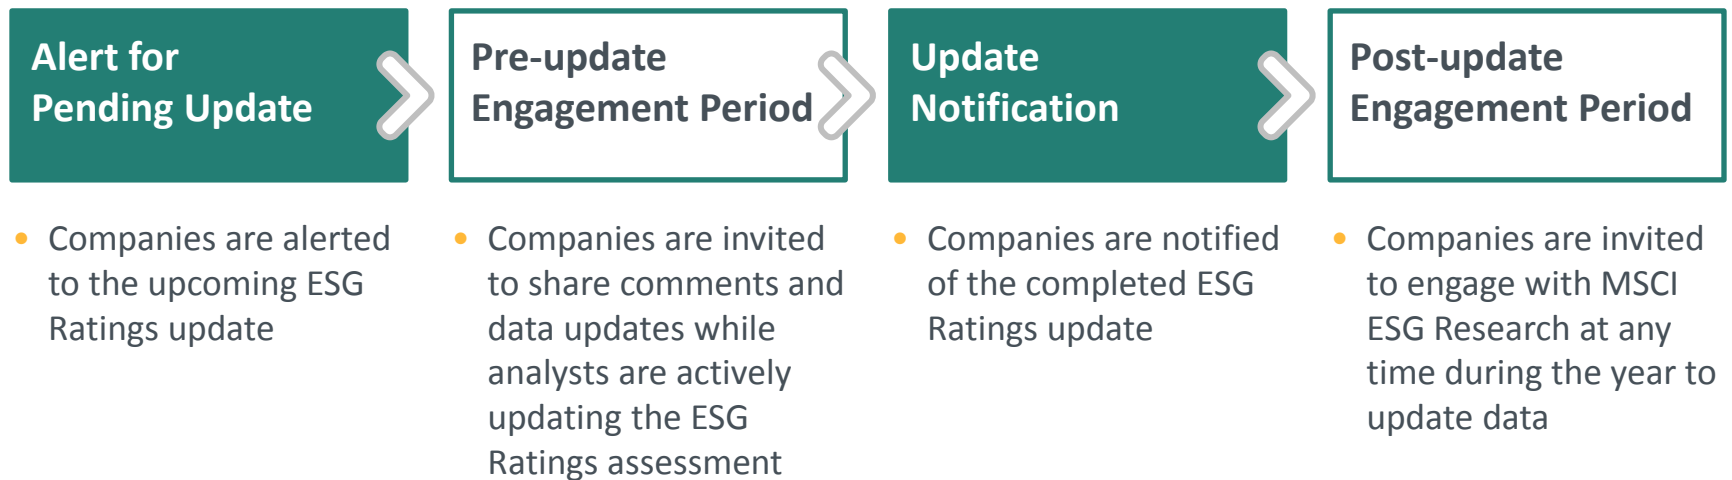 Alert for
Pending Update
Pre-update
Engagement Period
Update
Notification
Post-update
Engagement Period
• Companies are alerted
to the upcoming ESG
Ratings update
• Companies are invited
to share comments and
data updates while
analysts are actively
updating the ESG
Ratings assessment
• Companies are notified
of the completed ESG
Ratings update
• Companies are invited
to engage with MSCI
ESG Research at any
time during the year to
update data